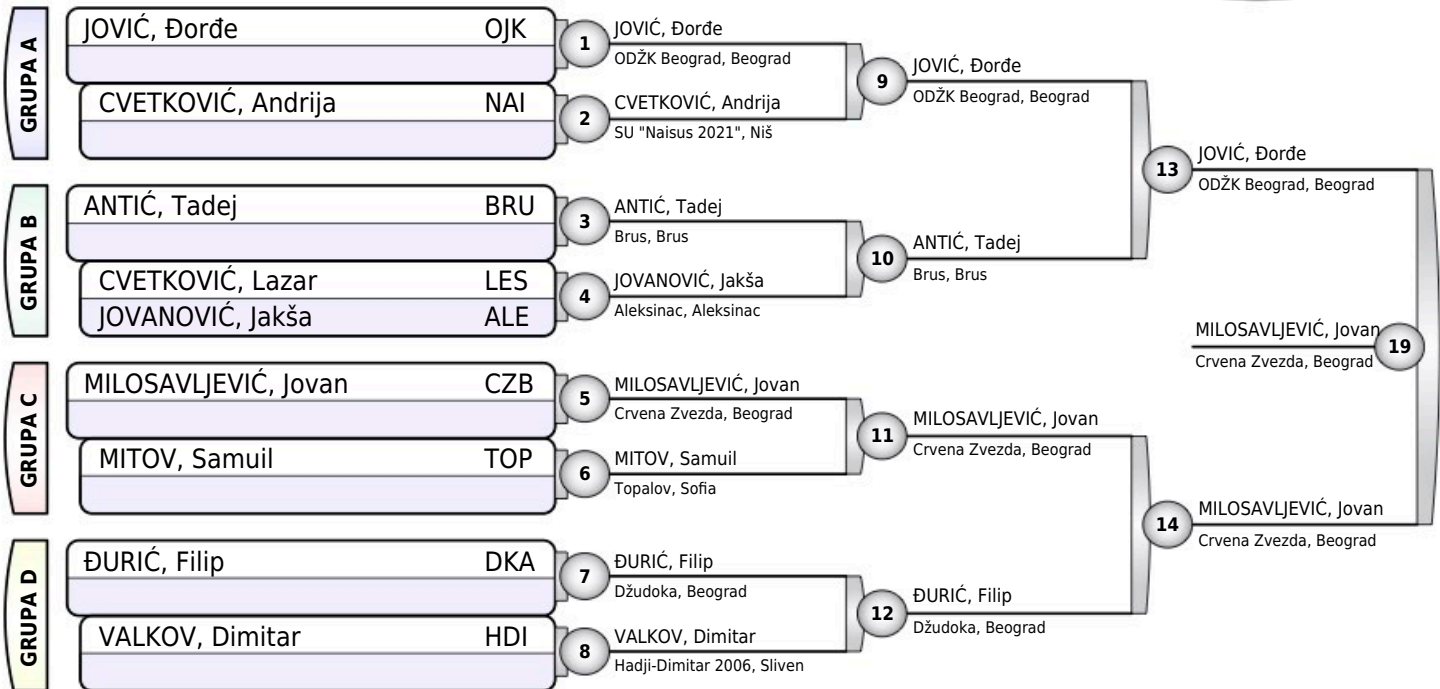 GRUPA A
JOVIĆ, Đorđe OJK
CVETKOVIĆ, Andrija NAI
1
JOVIĆ, Đorđe
ODŽK Beograd, Beograd
2
CVETKOVIĆ, Andrija
SU "Naisus 2021", Niš
9
JOVIĆ, Đorđe
ODŽK Beograd, Beograd
GRUPA B
ANTIĆ, Tadej BRU
CVETKOVIĆ, Lazar LES
JOVANOVIĆ, Jakša ALE
3
ANTIĆ, Tadej
Brus, Brus
4
JOVANOVIĆ, Jakša
Aleksinac, Aleksinac
10
ANTIĆ, Tadej
Brus, Brus
13
JOVIĆ, Đorđe
ODŽK Beograd, Beograd
GRUPA C
MILOSAVLJEVIĆ, Jovan CZB
MITOV, Samuil TOP
5
MILOSAVLJEVIĆ, Jovan
Crvena Zvezda, Beograd
6
MITOV, Samuil
Topalov, Sofia
11
MILOSAVLJEVIĆ, Jovan
Crvena Zvezda, Beograd
GRUPA D
ĐURIĆ, Filip DKA
VALKOV, Dimitar HDI
7
ĐURIĆ, Filip
Džudoka, Beograd
8
VALKOV, Dimitar
Hadji-Dimitar 2006, Sliven
12
ĐURIĆ, Filip
Džudoka, Beograd
14
MILOSAVLJEVIĆ, Jovan
Crvena Zvezda, Beograd
MILOSAVLJEVIĆ, Jovan
Crvena Zvezda, Beograd
19